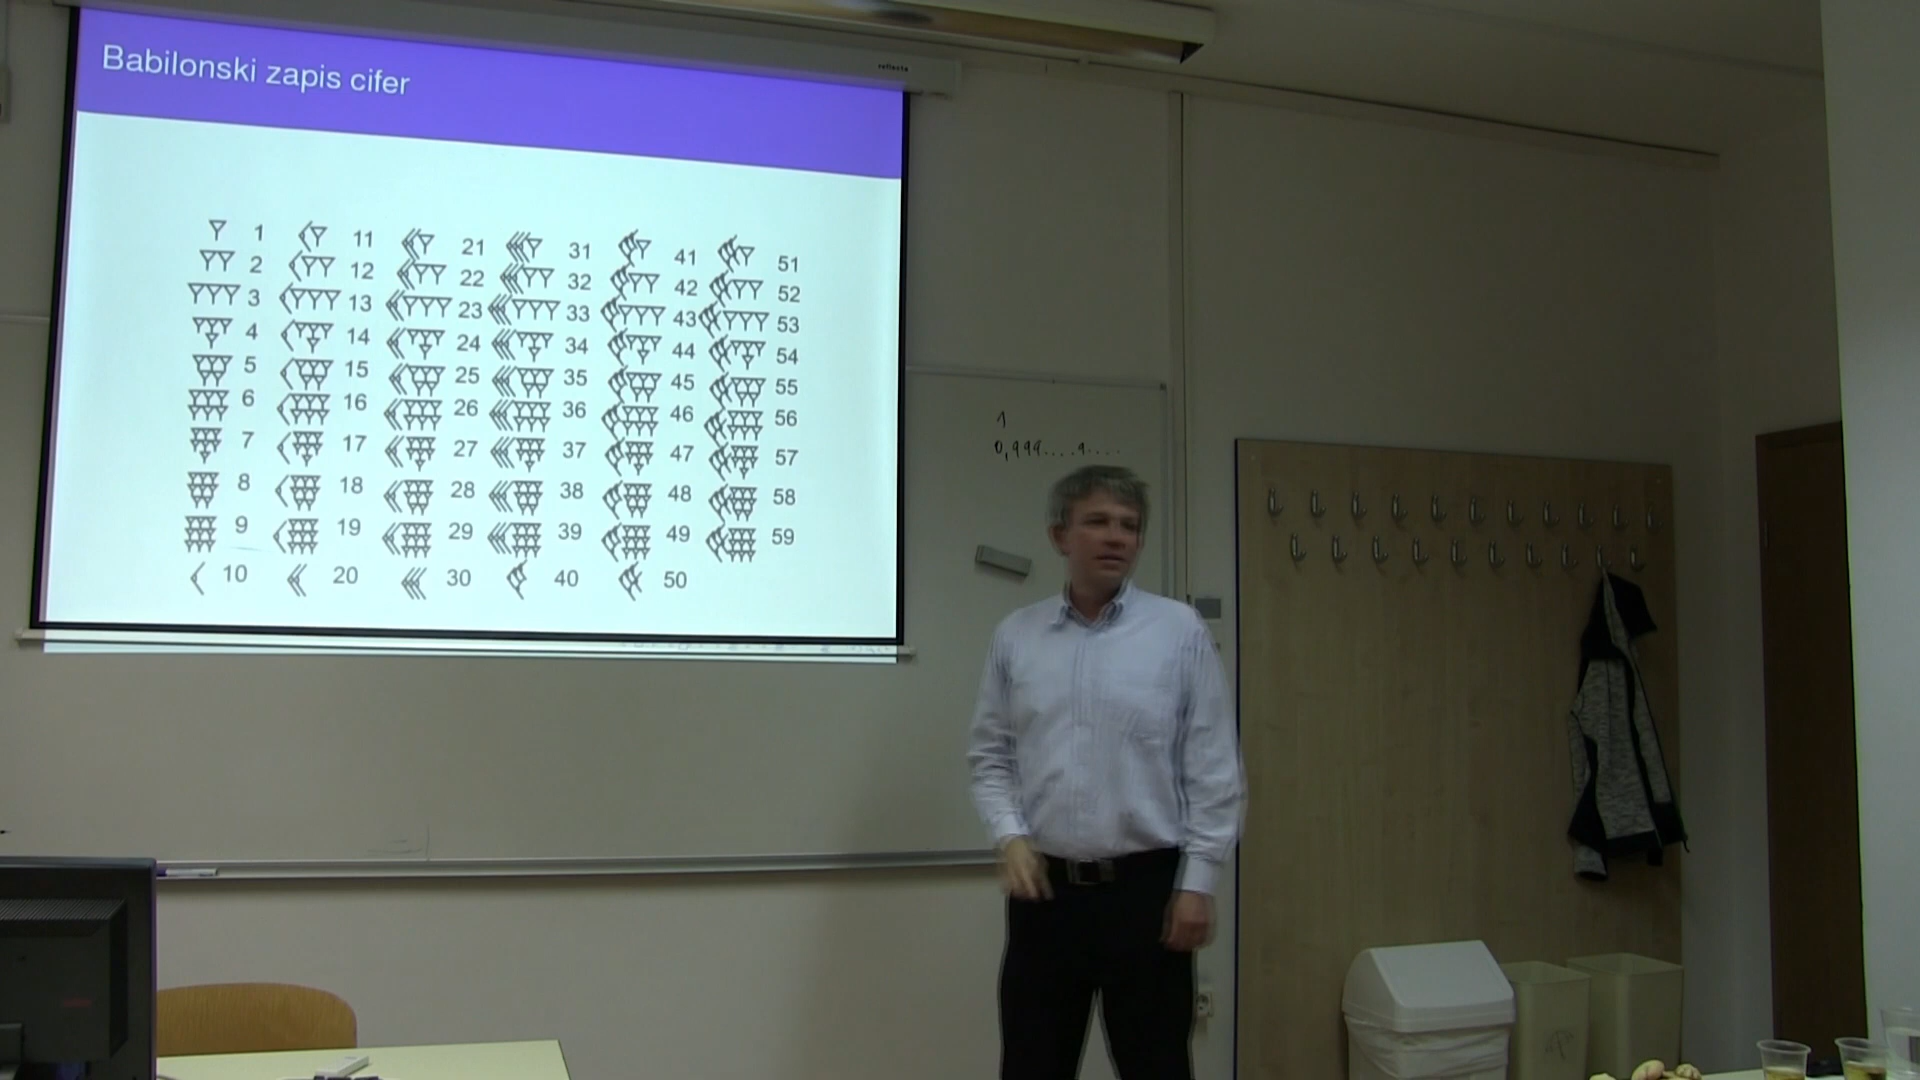 Babilonski zapis cifer
reflecta
1 11 21 31 41 51
2 12 22 32 42 52
3 13 23 33 43 53
4 14 24 34 44 54
5 15 25 35 45 55
6 16 26 36 46 56
7 17 27 37 47 57
8 18 28 38 48 58
9 19 29 39 49 59
10 20 30 40 50
1
0,999....9....